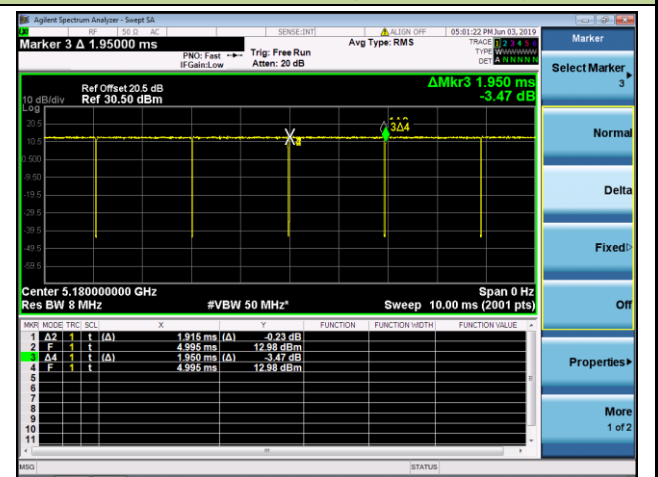 Agilent Spectrum Analyzer - Swept SA
RF 50 Ω AC SENSE:INT ALIGN OFF 05:01:22 PM Jun 03, 2019
Marker 3 Δ 1.95000 ms
PNO: Fast
IFGain:Low
Trig: Free Run
Atten: 20 dB
Avg Type: RMS
TRACE 1 2 3 4 5 6
TYPE WWWWWW
DET A N N N N N
Ref Offset 20.5 dB
Ref 30.50 dBm
10 dB/div
Log
ΔMkr3 1.950 ms
-3.47 dB
20.5
10.5
0.500
-9.50
-19.5
-29.5
-39.5
-49.5
-59.5
3Δ4
Center 5.180000000 GHz
Span 0 Hz
Res BW 8 MHz
#VBW 50 MHz*
Sweep 10.00 ms (2001 pts)
MKR MODE TRC SCL X Y FUNCTION FUNCTION WIDTH FUNCTION VALUE
1 Δ2 1 t (Δ) 1.915 ms (Δ) -0.23 dB
2 F 1 t 4.995 ms 12.98 dBm
3 Δ4 1 t (Δ) 1.950 ms (Δ) -3.47 dB
4 F 1 t 4.995 ms 12.98 dBm
5
6
7
8
9
10
11
MSG
STATUS
Marker
Select Marker
3
Normal
Delta
Fixed
Off
Properties
More
1 of 2